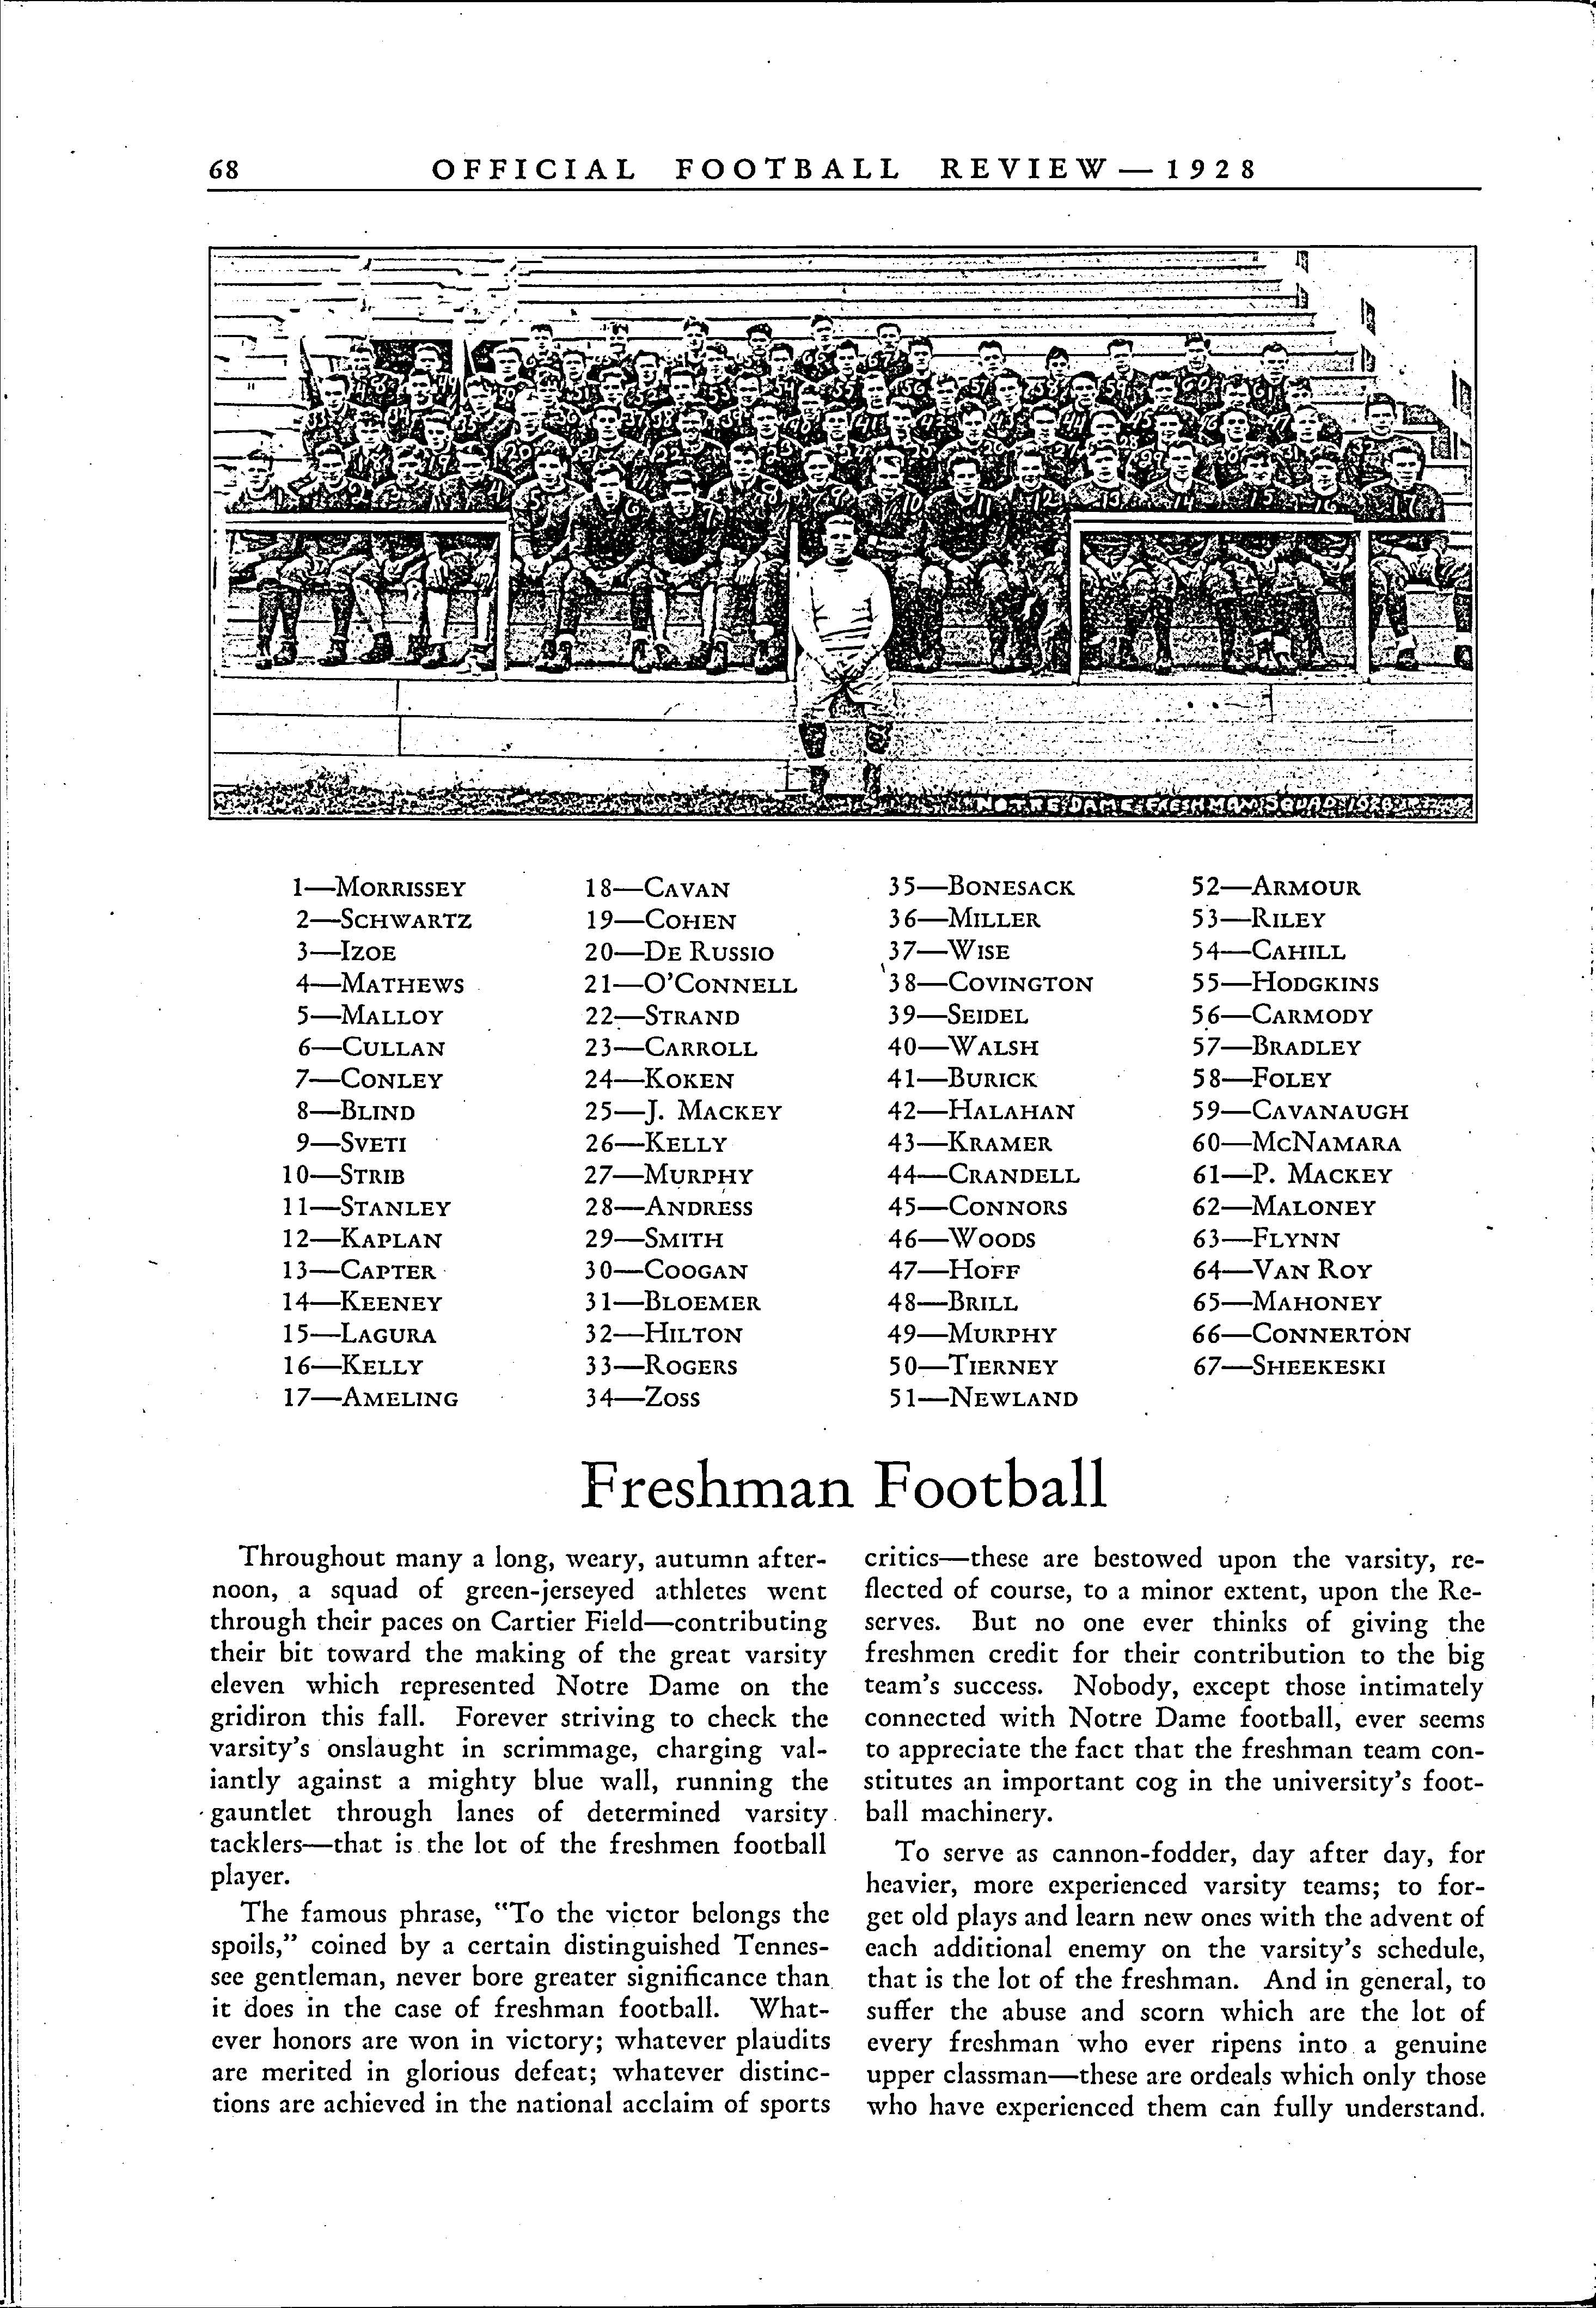 68 OFFICIAL FOOTBALL REVIEW—1928
NOTRE DAME FRESHMAN SQUAD 1928
1—MORRISSEY
2—SCHWARTZ
3—IZOE
4—MATHEWS
5—MALLOY
6—CULLAN
7—CONLEY
8—BLIND
9—SVETI
10—STRIB
11—STANLEY
12—KAPLAN
13—CAPTER
14—KEENEY
15—LAGURA
16—KELLY
17—AMELING
18—CAVAN
19—COHEN
20—DE RUSSIO
21—O'CONNELL
22—STRAND
23—CARROLL
24—KOKEN
25—J. MACKEY
26—KELLY
27—MURPHY
28—ANDRESS
29—SMITH
30—COOGAN
31—BLOEMER
32—HILTON
33—ROGERS
34—ZOSS
35—BONESACK
36—MILLER
37—WISE
38—COVINGTON
39—SEIDEL
40—WALSH
41—BURICK
42—HALAHAN
43—KRAMER
44—CRANDELL
45—CONNORS
46—WOODS
47—HOFF
48—BRILL
49—MURPHY
50—TIERNEY
51—NEWLAND
52—ARMOUR
53—RILEY
54—CAHILL
55—HODGKINS
56—CARMODY
57—BRADLEY
58—FOLEY
59—CAVANAUGH
60—MCNAMARA
61—P. MACKEY
62—MALONEY
63—FLYNN
64—VAN ROY
65—MAHONEY
66—CONNERTON
67—SHEEKESKI
Freshman Football
Throughout many a long, weary, autumn after-
noon, a squad of green-jerseyed athletes went
through their paces on Cartier Field—contributing
their bit toward the making of the great varsity
eleven which represented Notre Dame on the
gridiron this fall. Forever striving to check the
varsity's onslaught in scrimmage, charging val-
iantly against a mighty blue wall, running the
gauntlet through lanes of determined varsity
tacklers—that is the lot of the freshmen football
player.
The famous phrase, "To the victor belongs the
spoils," coined by a certain distinguished Tennes-
see gentleman, never bore greater significance than
it does in the case of freshman football. What-
ever honors are won in victory; whatever plaudits
are merited in glorious defeat; whatever distinc-
tions are achieved in the national acclaim of sports
critics—these are bestowed upon the varsity, re-
flected of course, to a minor extent, upon the Re-
serves. But no one ever thinks of giving the
freshmen credit for their contribution to the big
team's success. Nobody, except those intimately
connected with Notre Dame football, ever seems
to appreciate the fact that the freshman team con-
stitutes an important cog in the university's foot-
ball machinery.
To serve as cannon-fodder, day after day, for
heavier, more experienced varsity teams; to for-
get old plays and learn new ones with the advent of
each additional enemy on the varsity's schedule,
that is the lot of the freshman. And in general, to
suffer the abuse and scorn which are the lot of
every freshman who ever ripens into a genuine
upper classman—these are ordeals which only those
who have experienced them can fully understand.